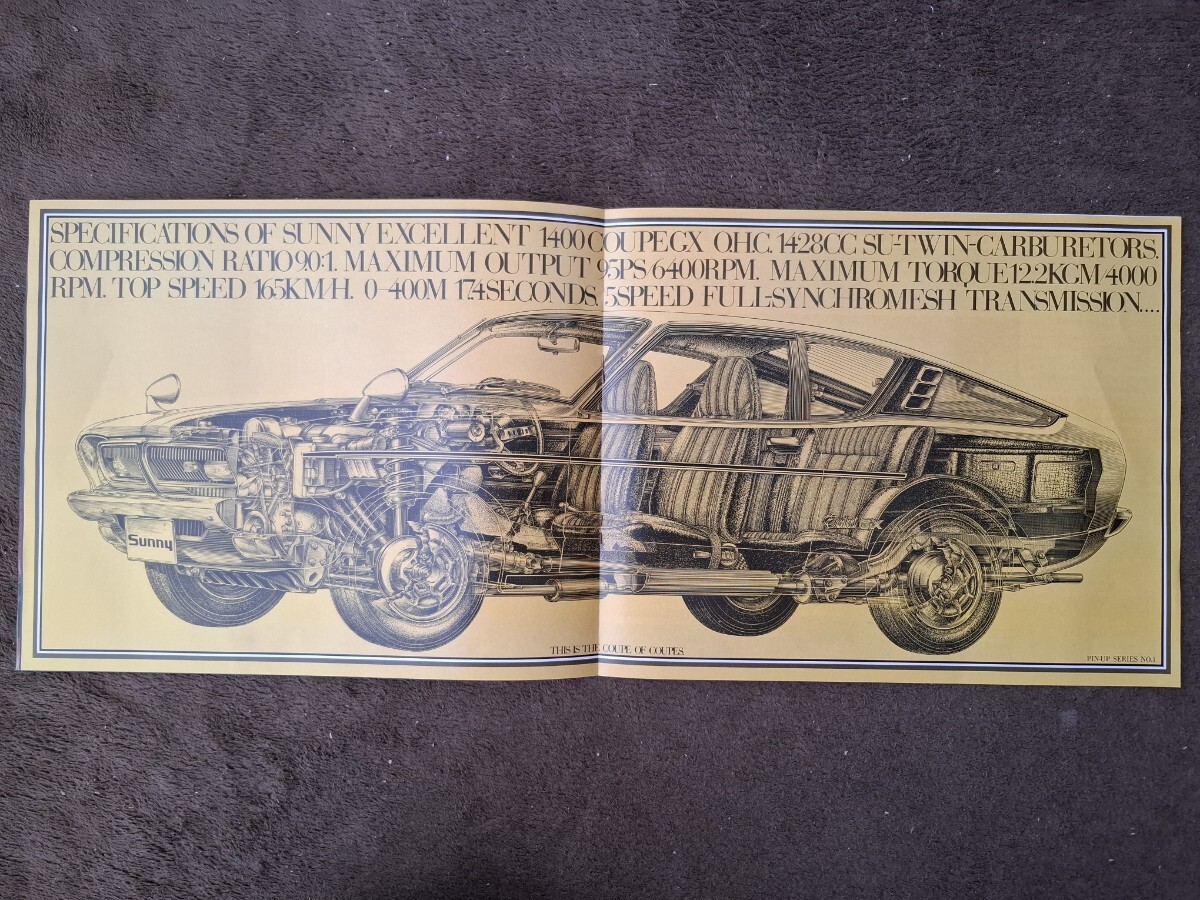 SPECIFICATIONS OF SUNNY EXCELLENT 1400 COUPE GX OHC. 1428CC SU-TWIN-CARBURETORS.
COMPRESSION RATIO 9.0:1. MAXIMUM OUTPUT 95PS/6400RPM. MAXIMUM TORQUE 12.2KGM/4000
RPM. TOP SPEED 165KM/H. 0-400M 17.4SECONDS. 5SPEED FULL-SYNCHROMESH TRANSMISSION....
Sunny
THIS IS THE COUPE OF COUPES.
PIN-UP SERIES NO.1